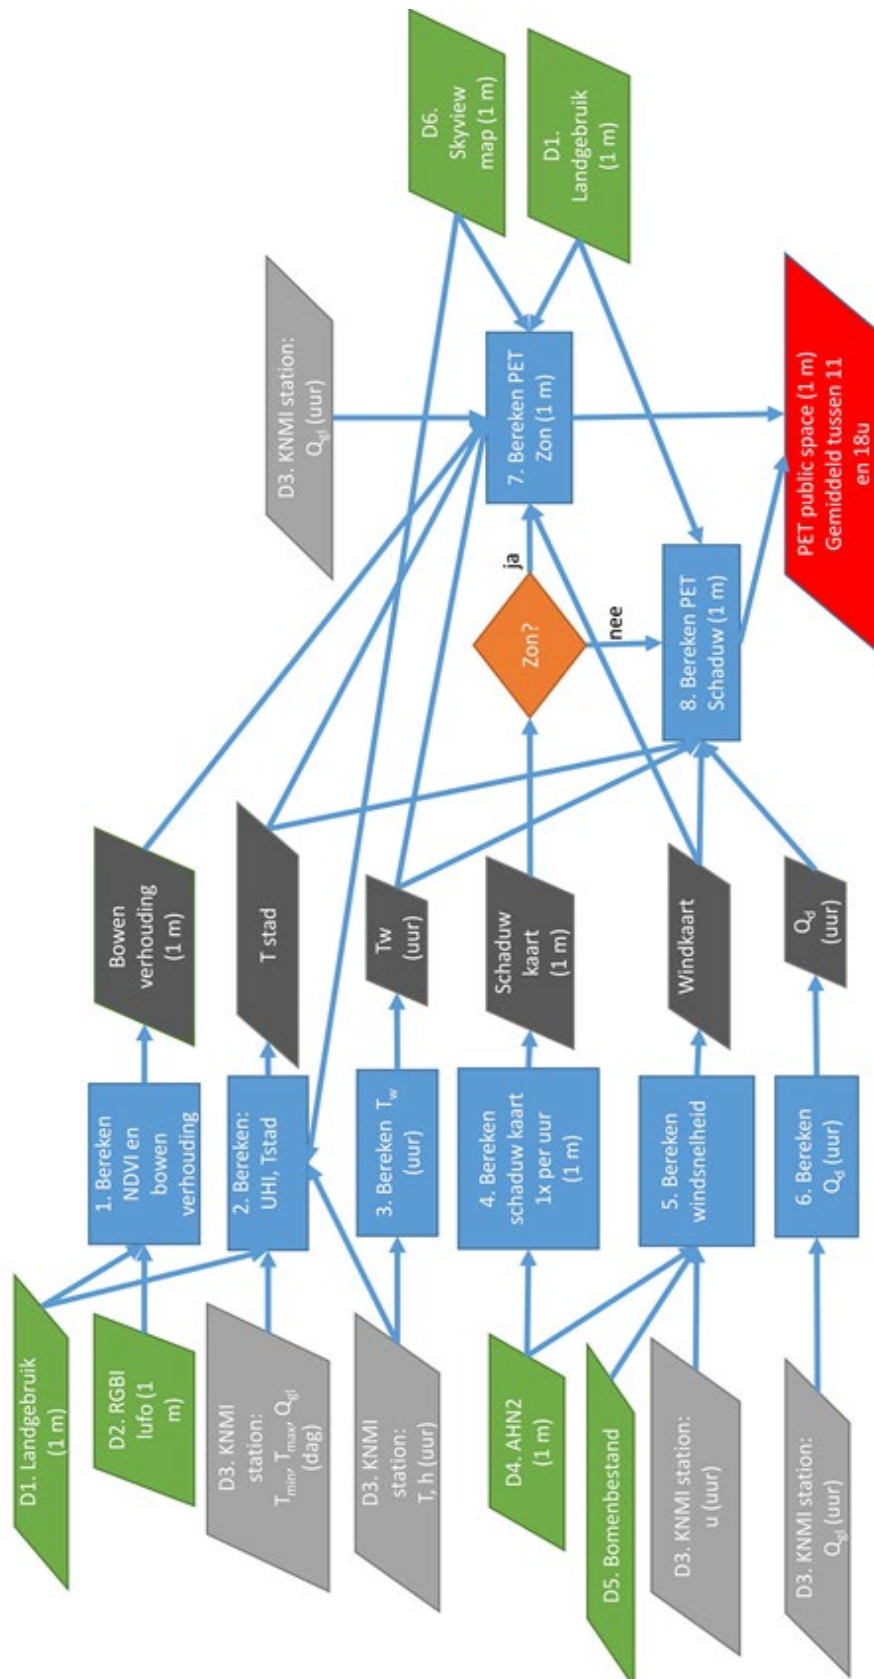 D1. Landgebruik
(1 m)
D2. RGBI
lufo (1
m)
D3. KNMI
station:
Tmin, Tmax, Qgl
(dag)
D3. KNMI
station:
T, h (uur)
D4. AHN2
(1 m)
D5. Bomenbestand
D3. KNMI station:
u (uur)
D3. KNMI station:
Qgl (uur)
1. Bereken
NDVI en
bowen
verhouding
2. Bereken:
UHI, Tstad
3. Bereken Tw
(uur)
4. Bereken
schaduw kaart
1x per uur
(1 m)
5. Bereken
windsnelheid
6. Bereken
Qd (uur)
Bowen
verhouding
(1 m)
T stad
Tw
(uur)
Schaduw
kaart
(1 m)
Windkaart
Qd
(uur)
Zon?
ja
nee
D3. KNMI station:
Qgl (uur)
7. Bereken PET
Zon (1 m)
8. Bereken PET
Schaduw (1 m)
D6.
Skyview
map (1 m)
D1.
Landgebruik
(1 m)
PET public space (1 m)
Gemiddeld tussen 11
en 18u